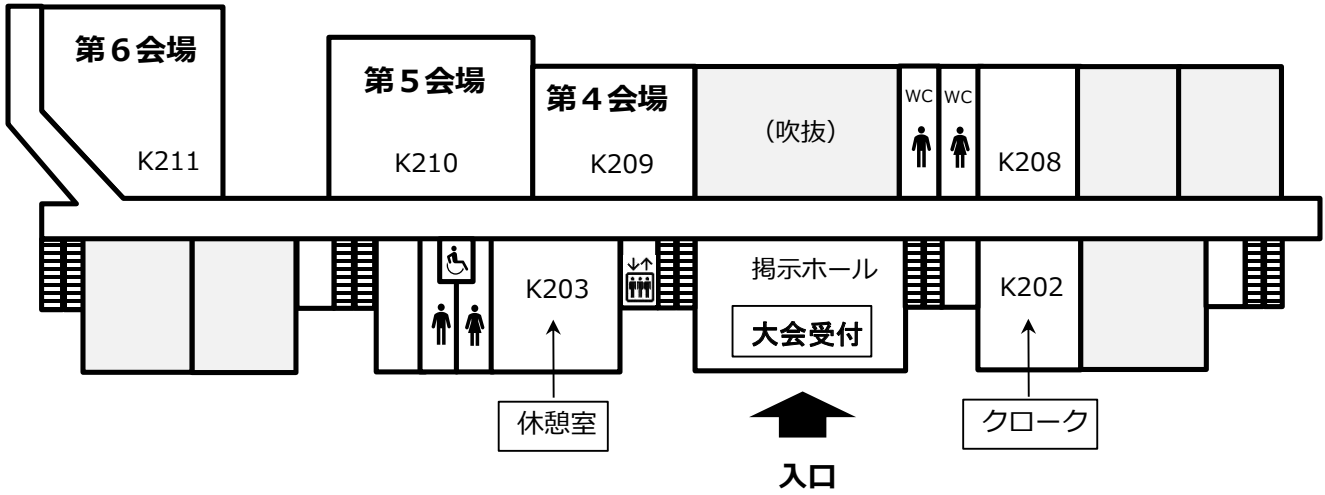 第６会場
第５会場
第４会場
（吹抜）
WC
WC
K211
K210
K209
K208
K203
掲示ホール
K202
大会受付
休憩室
クローク
入口